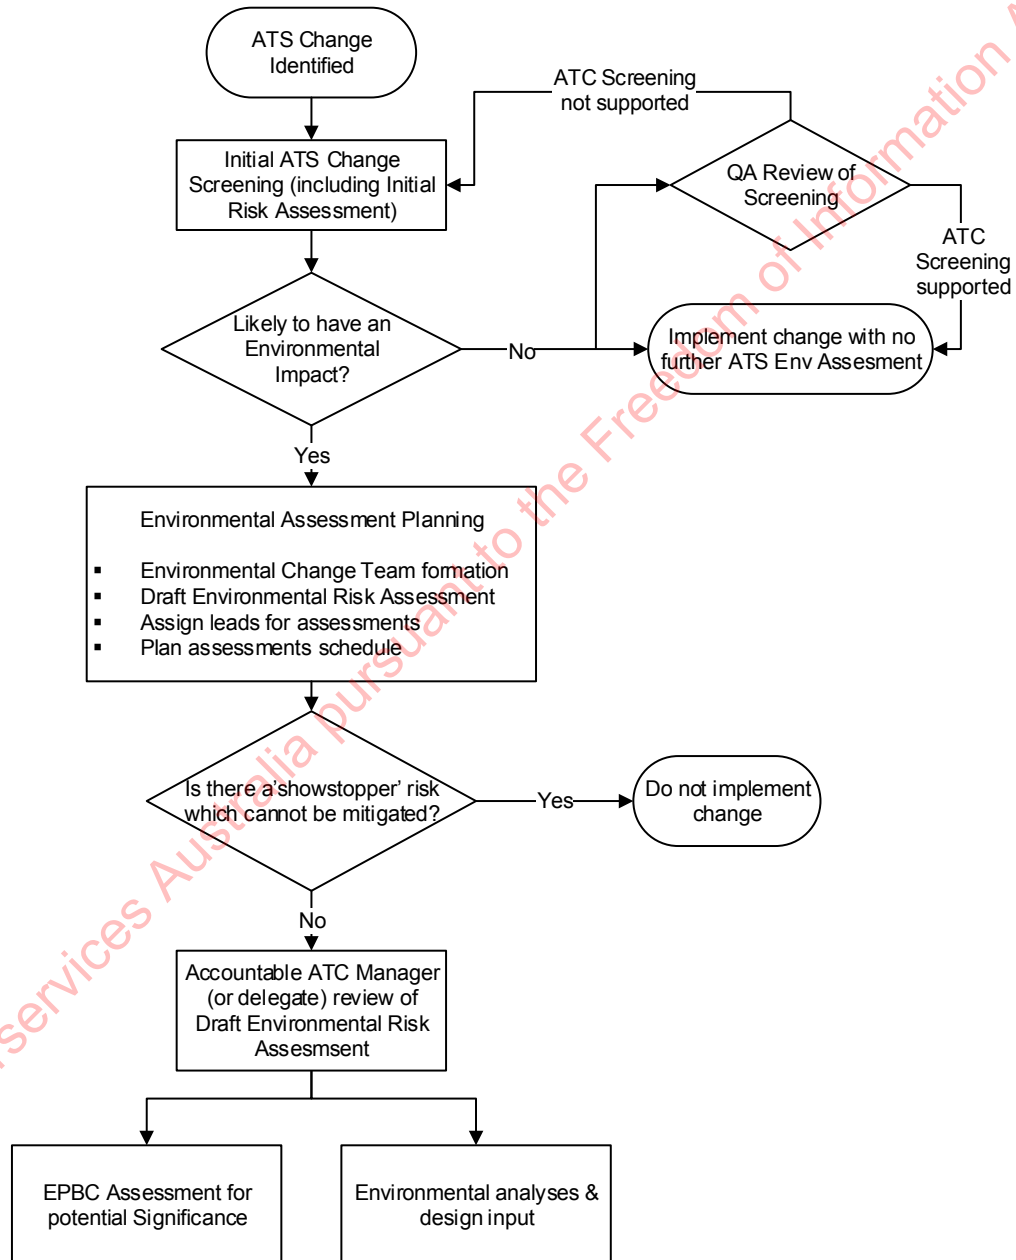 ATS Change
Identified
ATC Screening
not supported
Initial ATS Change
Screening (including Initial
Risk Assessment)
QA Review of
Screening
ATC
Screening
supported
Likely to have an
Environmental
Impact?
No
Implement change with no
further ATS Env Assesment
Yes
Environmental Assessment Planning
▪ Environmental Change Team formation
▪ Draft Environmental Risk Assessment
▪ Assign leads for assessments
▪ Plan assessments schedule
Is there a'showstopper' risk
which cannot be mitigated?
Yes
Do not implement
change
No
Accountable ATC Manager
(or delegate) review of
Draft Environmental Risk
Assesmsent
EPBC Assessment for
potential Significance
Environmental analyses &
design input
rservices Australia pursuant to the Freedom of Information A